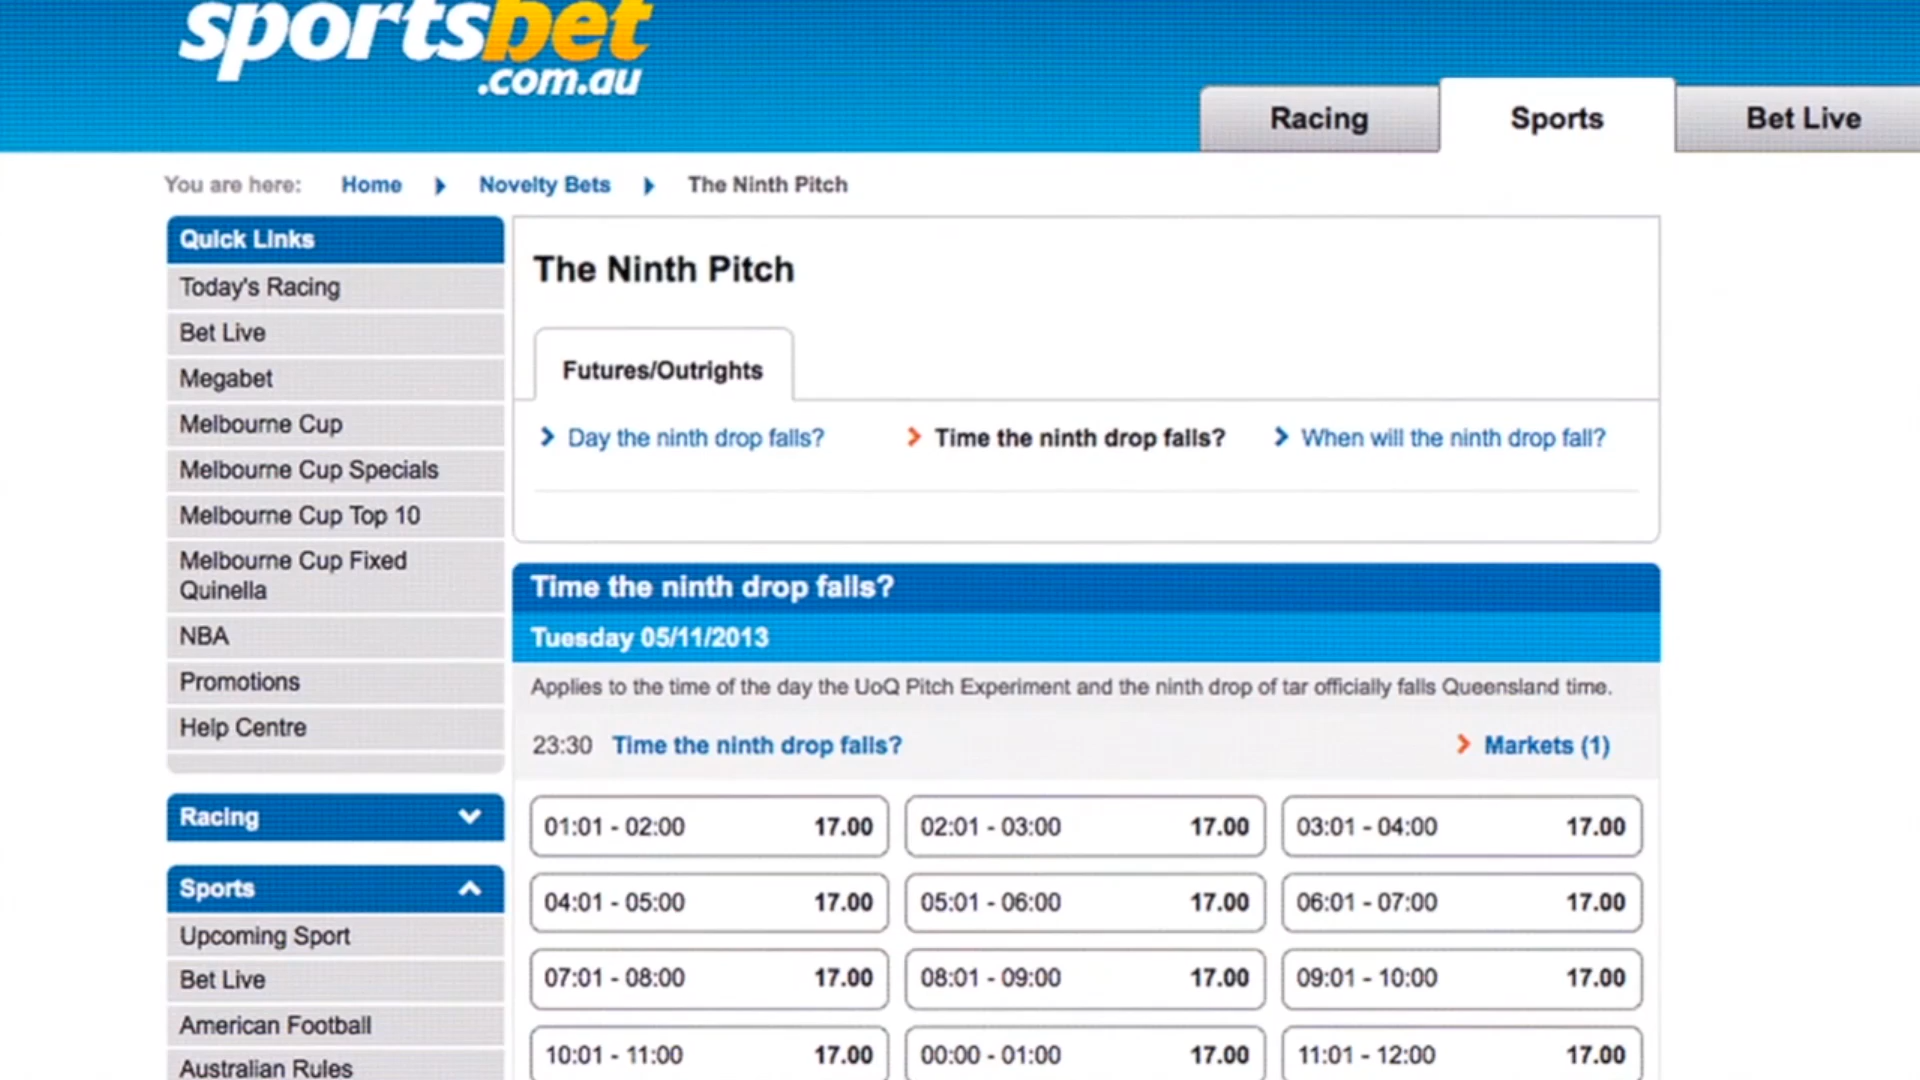 sportsbet
.com.au
Racing
Sports
Bet Live
You are here: Home Novelty Bets The Ninth Pitch
Quick Links
Today's Racing
Bet Live
Megabet
Melbourne Cup
Melbourne Cup Specials
Melbourne Cup Top 10
Melbourne Cup Fixed
Quinella
NBA
Promotions
Help Centre
Racing
Sports
Upcoming Sport
Bet Live
American Football
Australian Rules
The Ninth Pitch
Futures/Outrights
Day the ninth drop falls? Time the ninth drop falls? When will the ninth drop fall?
Time the ninth drop falls?
Tuesday 05/11/2013
Applies to the time of the day the UoQ Pitch Experiment and the ninth drop of tar officially falls Queensland time.
23:30 Time the ninth drop falls? Markets (1)
01:01 - 02:00 17.00 02:01 - 03:00 17.00 03:01 - 04:00 17.00
04:01 - 05:00 17.00 05:01 - 06:00 17.00 06:01 - 07:00 17.00
07:01 - 08:00 17.00 08:01 - 09:00 17.00 09:01 - 10:00 17.00
10:01 - 11:00 17.00 00:00 - 01:00 17.00 11:01 - 12:00 17.00